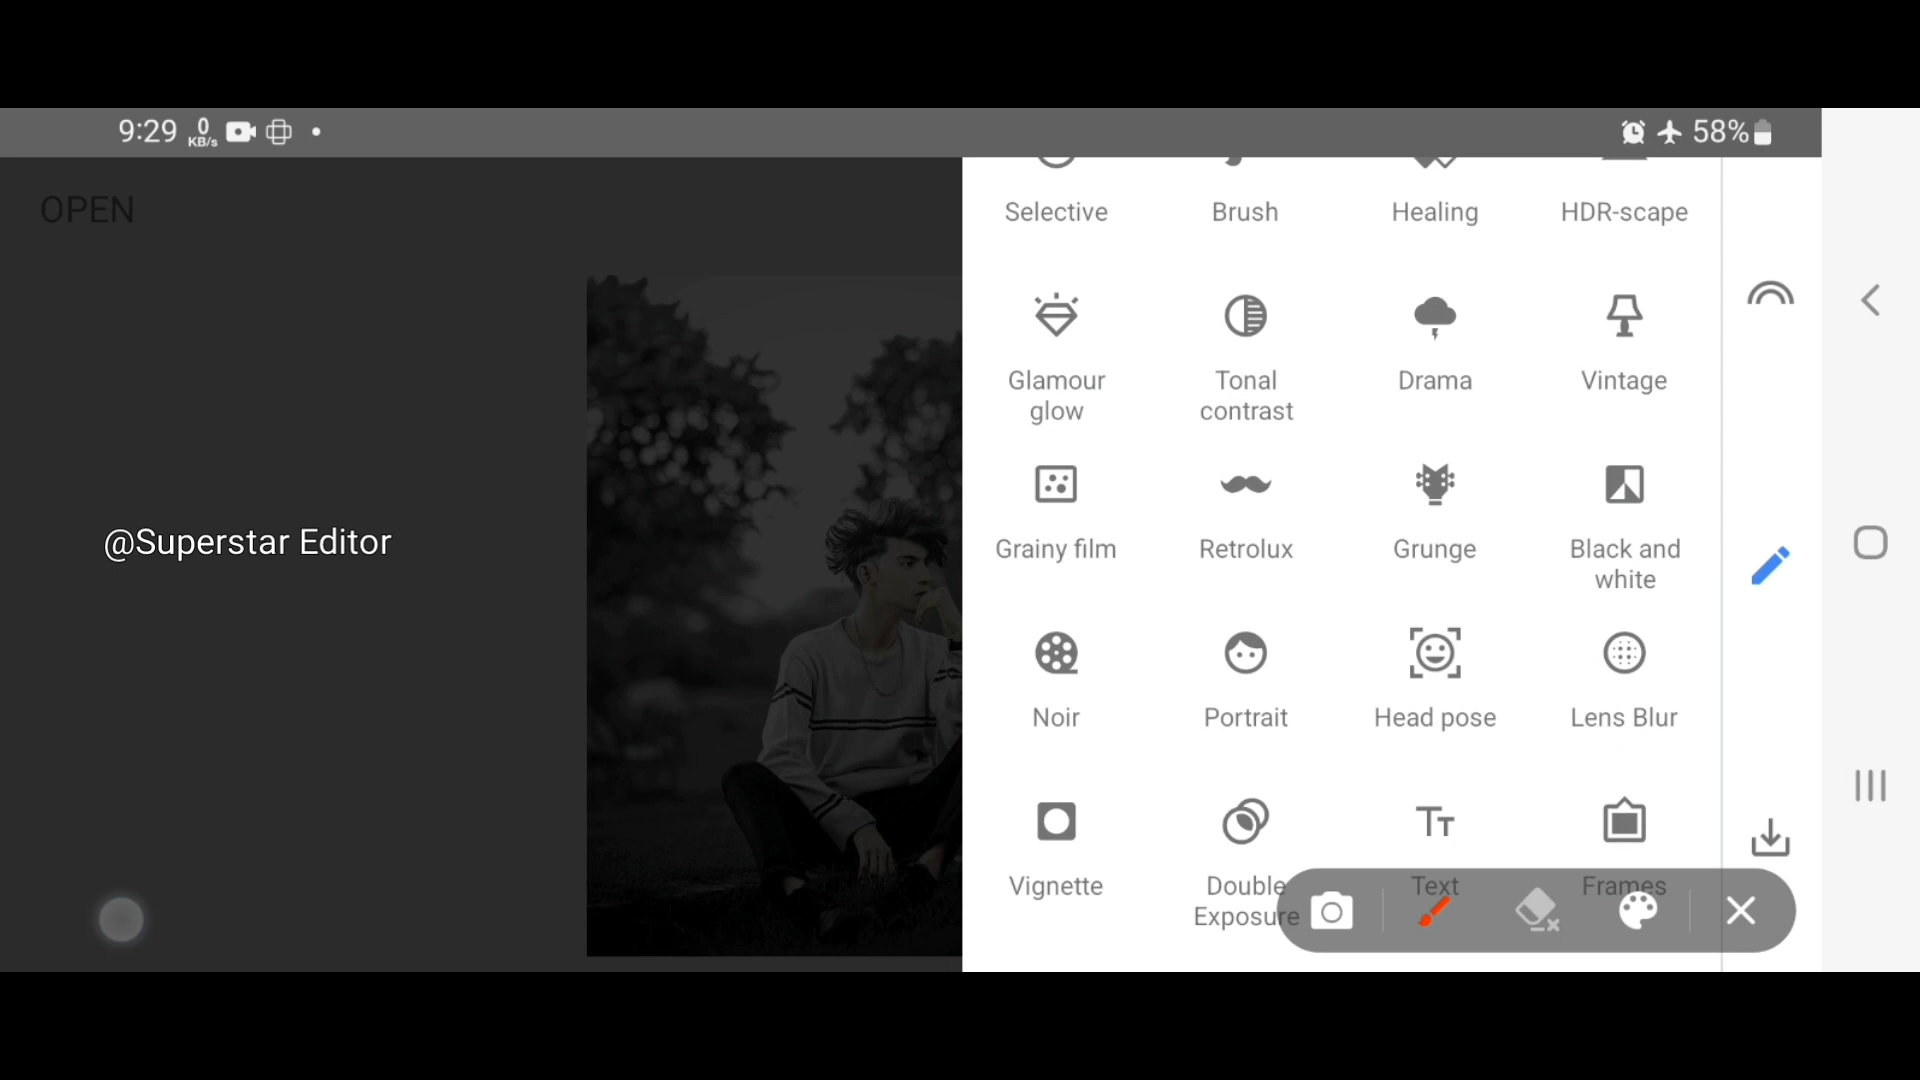 9:29 0 KB/s 58%
OPEN
Selective Brush Healing HDR-scape
Glamour glow Tonal contrast Drama Vintage
Grainy film Retrolux Grunge Black and white
@Superstar Editor
Noir Portrait Head pose Lens Blur
Vignette Double Exposure Text Frames